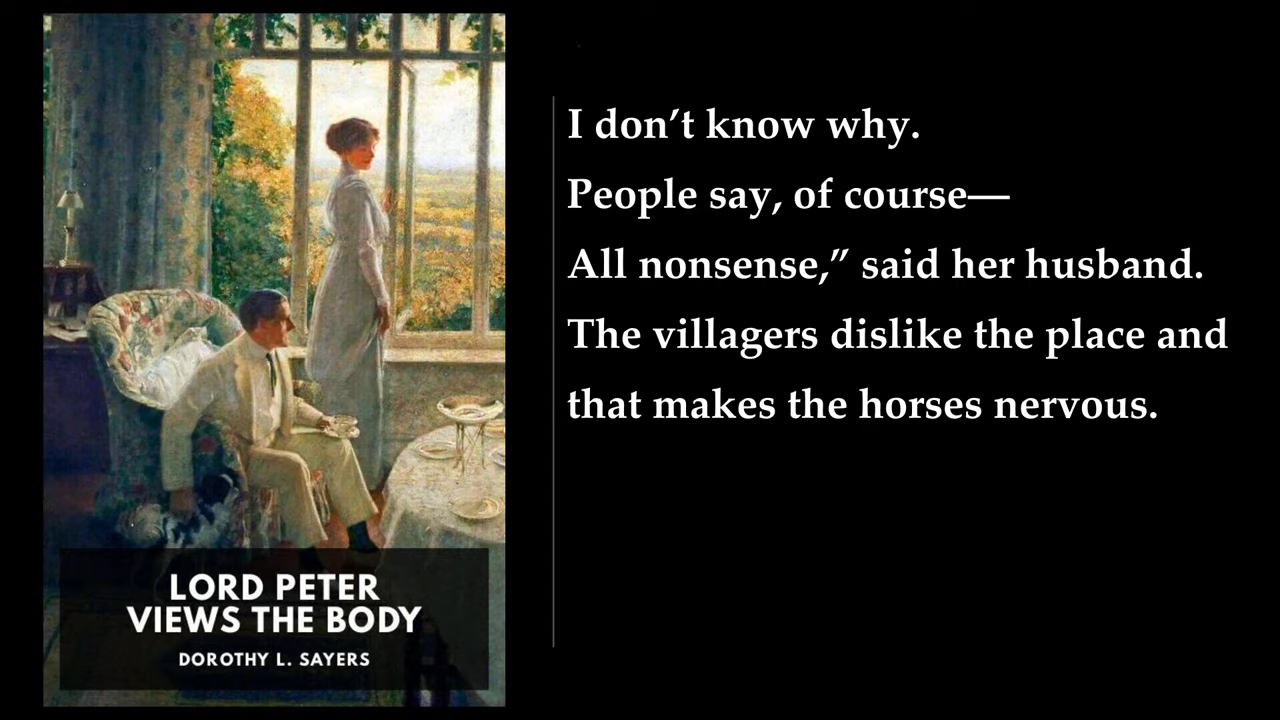 I don’t know why.
People say, of course—
All nonsense,” said her husband.
The villagers dislike the place and
that makes the horses nervous.
LORD PETER
VIEWS THE BODY
DOROTHY L. SAYERS